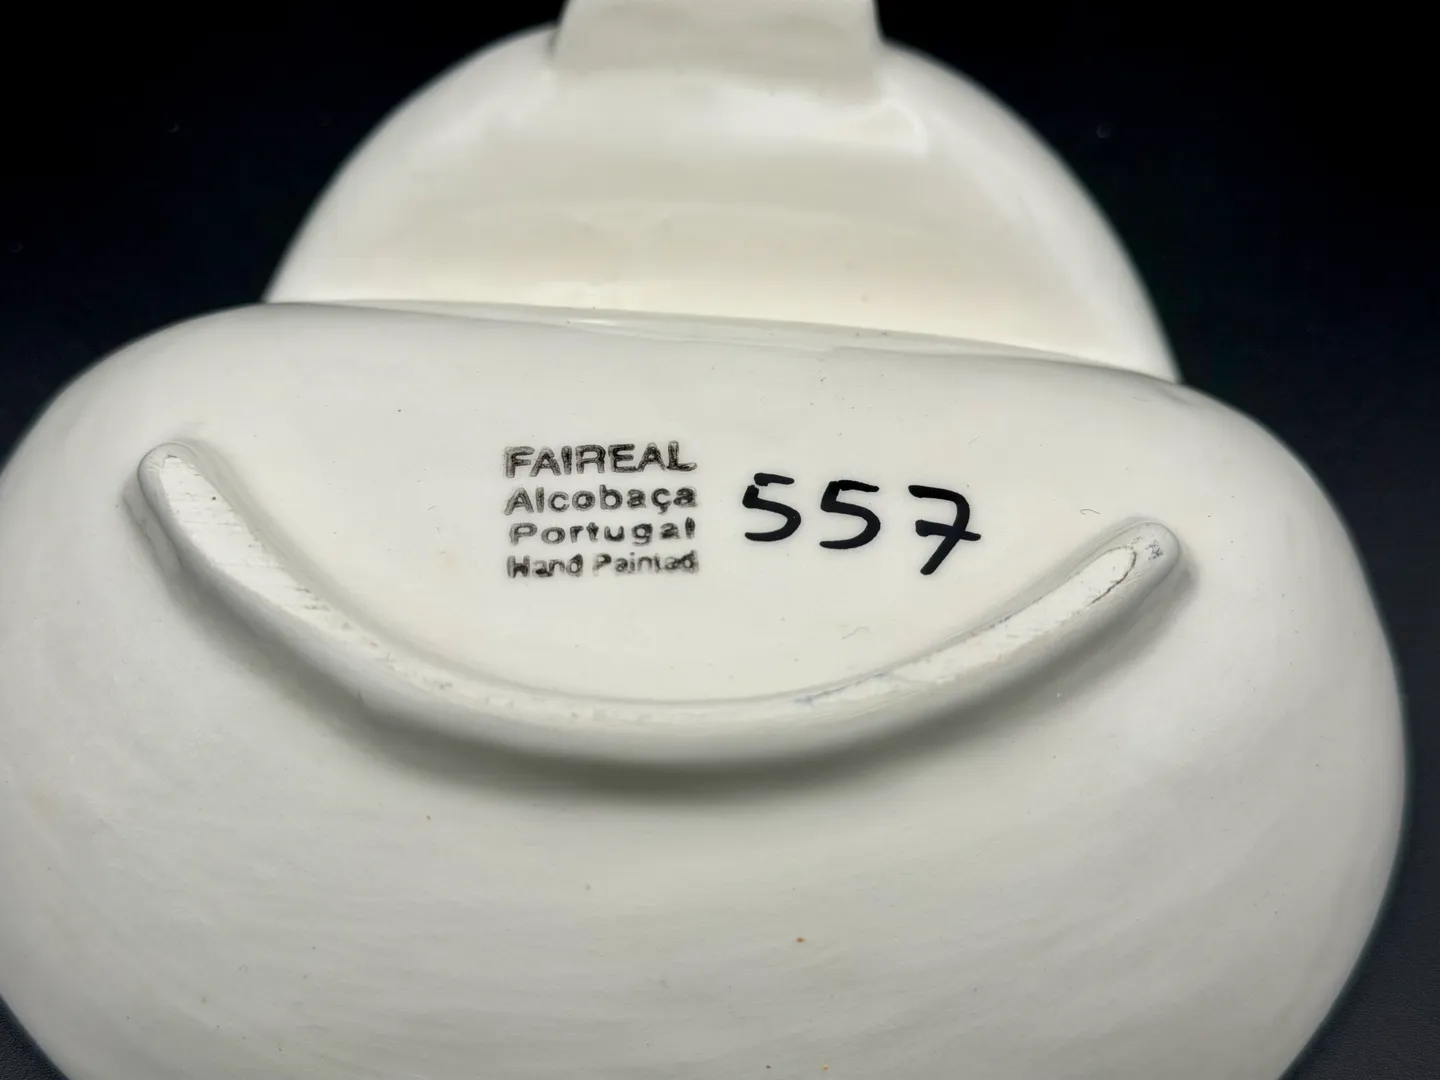 FAIREAL
Alcobaça
Portugal
Hand Painted
557